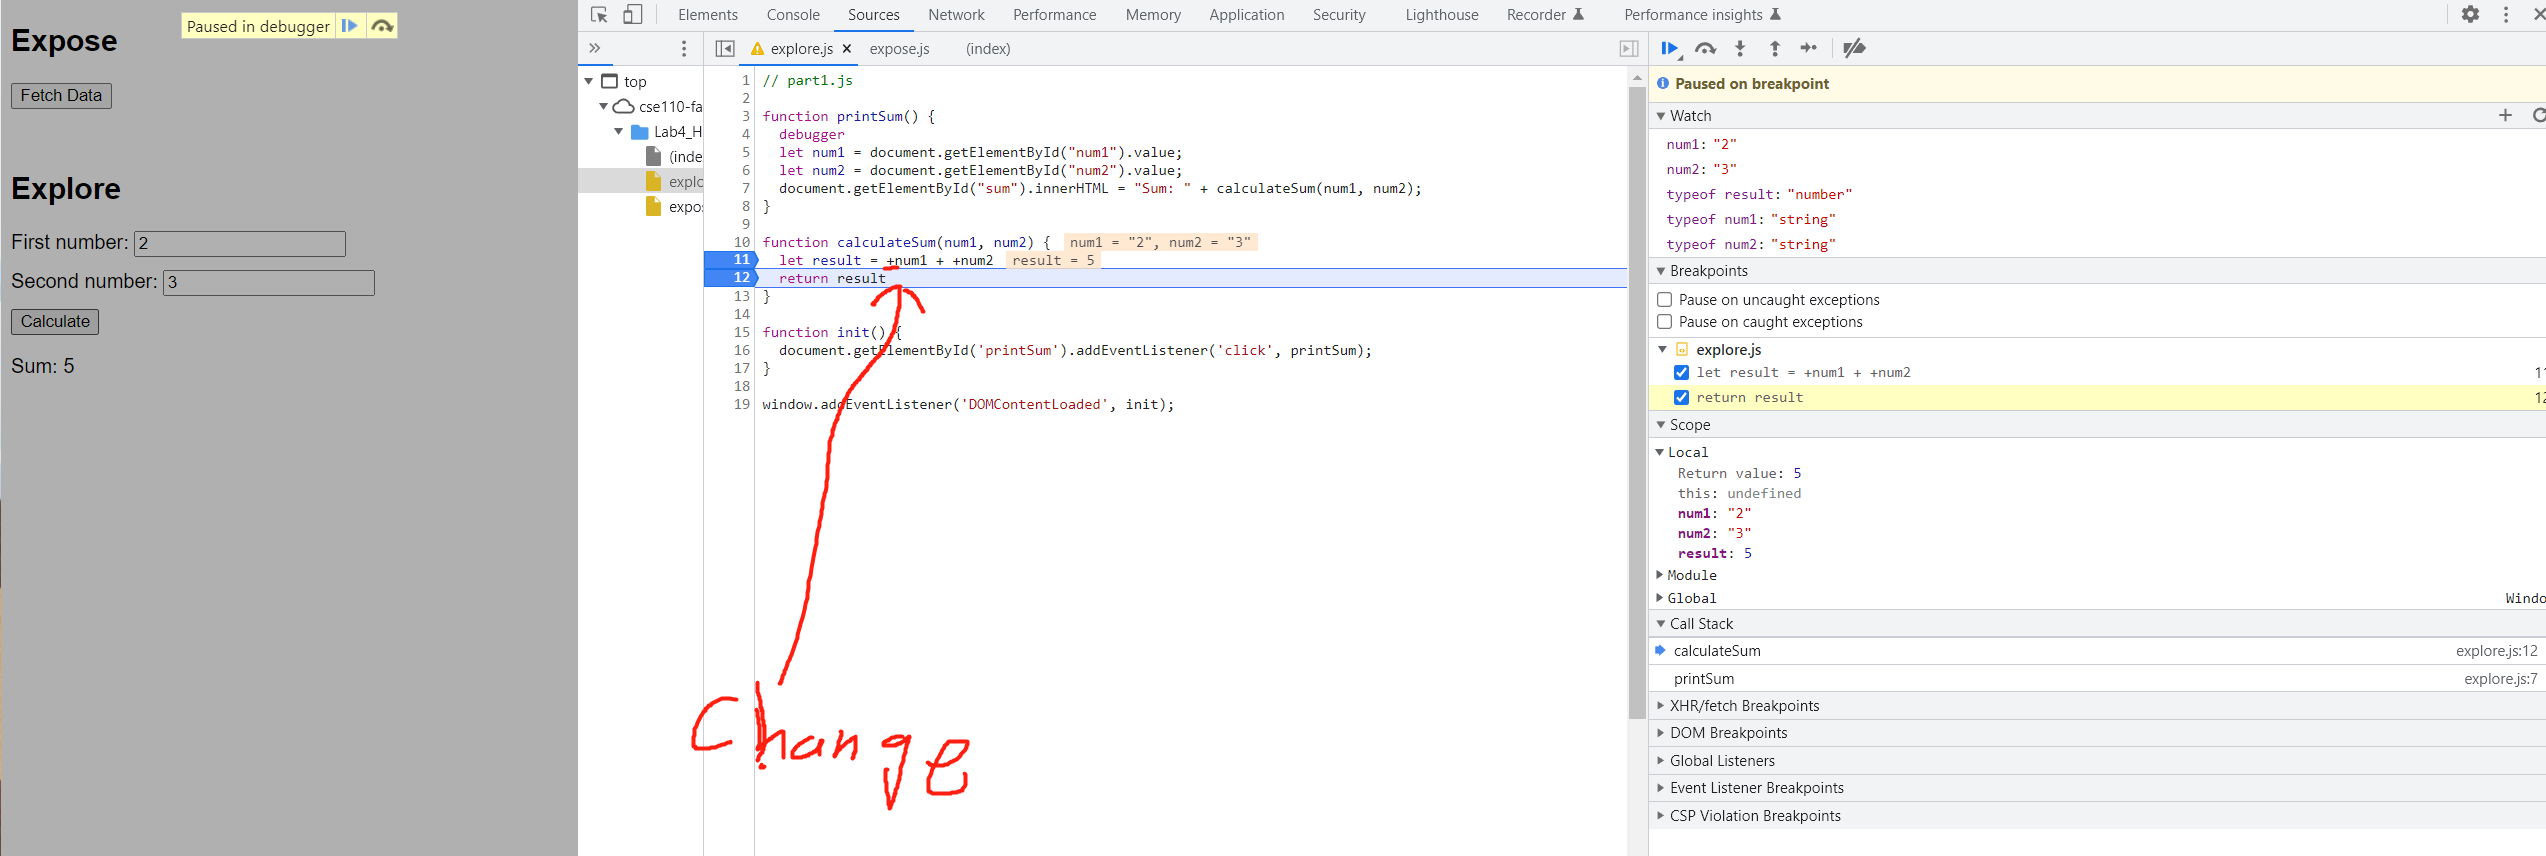 Expose
Paused in debugger
Fetch Data
Explore
First number: 2
Second number: 3
Calculate
Sum: 5
Elements Console Sources Network Performance Memory Application Security Lighthouse Recorder Performance insights
top
cse110-fa
Lab4_H
(inde
explo
expos
explore.js × expose.js (index)
1 // part1.js
2
3 function printSum() {
4 debugger
5 let num1 = document.getElementById("num1").value;
6 let num2 = document.getElementById("num2").value;
7 document.getElementById("sum").innerHTML = "Sum: " + calculateSum(num1, num2);
8 }
9
10 function calculateSum(num1, num2) { num1 = "2", num2 = "3"
11 let result = +num1 + +num2 result = 5
12 return result
13 }
14
15 function init() {
16 document.getElementById('printSum').addEventListener('click', printSum);
17 }
18
19 window.addEventListener('DOMContentLoaded', init);
Change
Paused on breakpoint
Watch
num1: "2"
num2: "3"
typeof result: "number"
typeof num1: "string"
typeof num2: "string"
Breakpoints
Pause on uncaught exceptions
Pause on caught exceptions
explore.js
let result = +num1 + +num2 11
return result 12
Scope
Local
Return value: 5
this: undefined
num1: "2"
num2: "3"
result: 5
Module
Global Windo
Call Stack
calculateSum explore.js:12
printSum explore.js:7
XHR/fetch Breakpoints
DOM Breakpoints
Global Listeners
Event Listener Breakpoints
CSP Violation Breakpoints